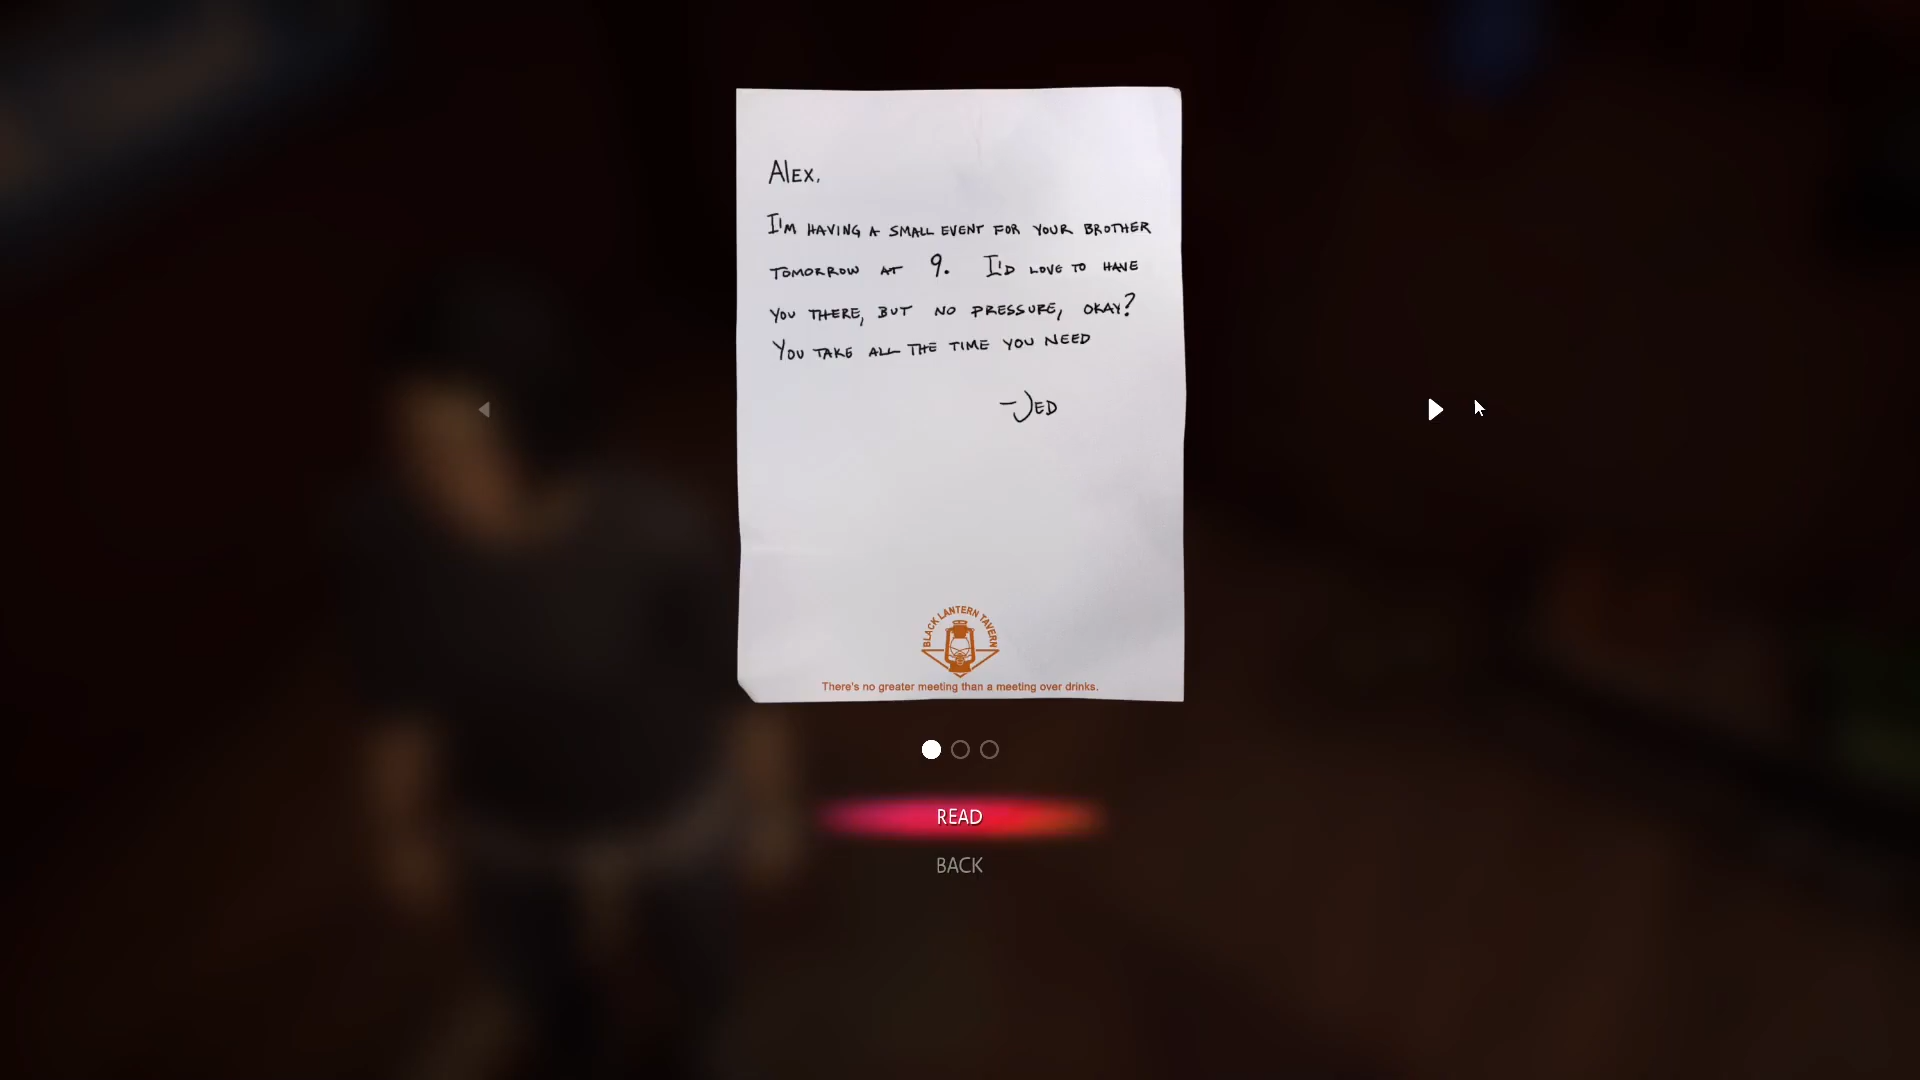 Alex,
I'm having a small event for your brother
tomorrow at 9. I'd love to have
you there, but no pressure, okay?
You take all the time you need
-Jed
BLACK LANTERN TAVERN
There's no greater meeting than a meeting over drinks.
READ
BACK